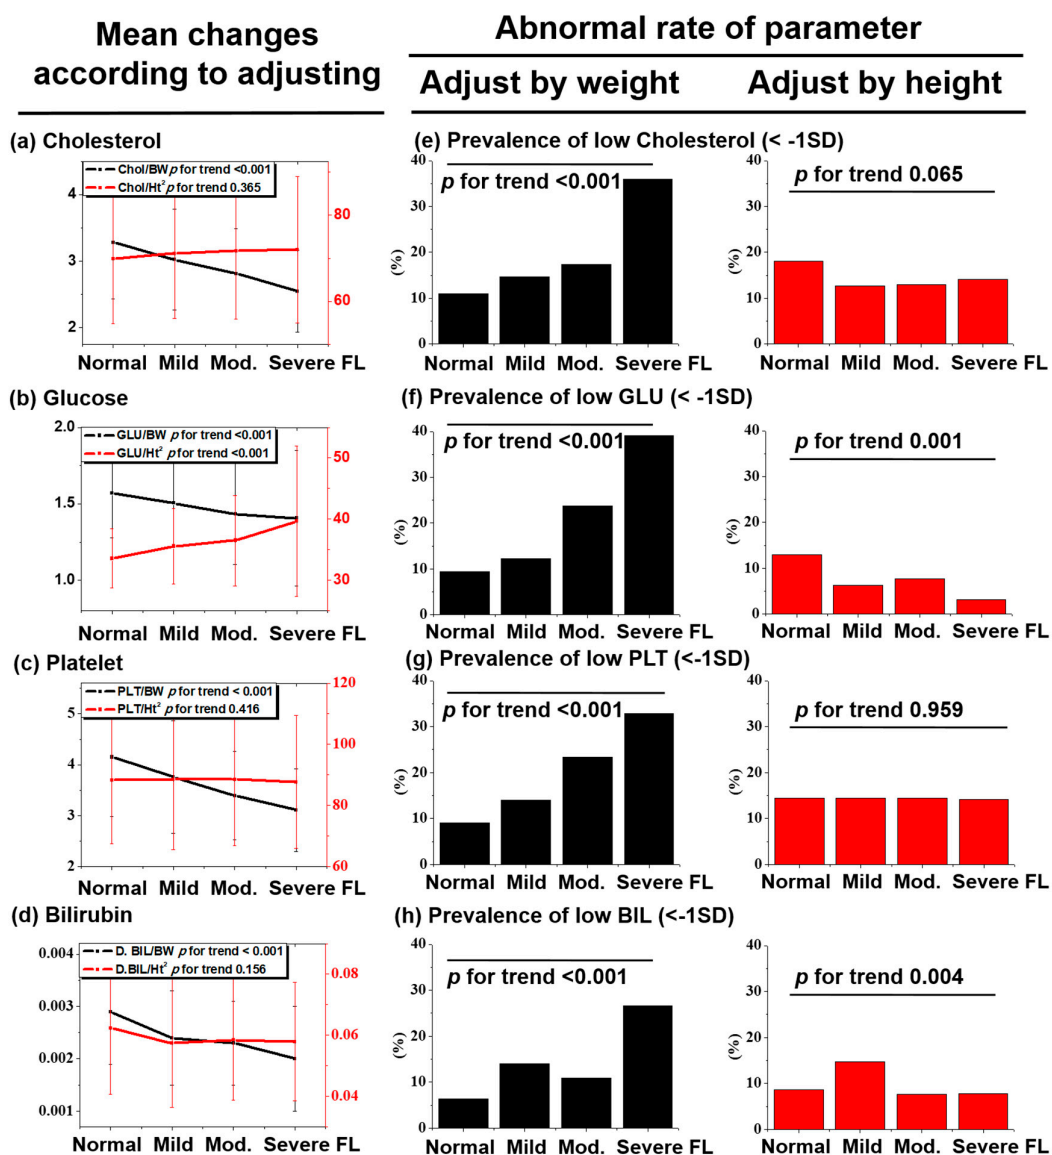 Mean changes
according to adjusting
Abnormal rate of parameter
Adjust by weight
Adjust by height
(a) Cholesterol
Chol/BW p for trend <0.001
Chol/Ht² p for trend 0.365
4
3
2
80
70
60
Normal Mild Mod. Severe FL
(e) Prevalence of low Cholesterol (< -1SD)
p for trend <0.001
(%)
40
30
20
10
0
Normal Mild Mod. Severe FL
p for trend 0.065
(%)
40
30
20
10
0
Normal Mild Mod. Severe FL
(b) Glucose
GLU/BW p for trend <0.001
GLU/Ht² p for trend <0.001
2.0
1.5
1.0
50
40
30
Normal Mild Mod. Severe FL
(f) Prevalence of low GLU (< -1SD)
p for trend <0.001
(%)
40
30
20
10
0
Normal Mild Mod. Severe FL
p for trend 0.001
(%)
40
30
20
10
0
Normal Mild Mod. Severe FL
(c) Platelet
PLT/BW p for trend < 0.001
PLT/Ht² p for trend 0.416
5
4
3
2
120
100
80
60
Normal Mild Mod. Severe FL
(g) Prevalence of low PLT (<-1SD)
p for trend <0.001
(%)
40
30
20
10
0
Normal Mild Mod. Severe FL
p for trend 0.959
(%)
40
30
20
10
0
Normal Mild Mod. Severe FL
(d) Bilirubin
D. BIL/BW p for trend < 0.001
D.BIL/Ht² p for trend 0.156
0.004
0.003
0.002
0.001
0.08
0.06
0.04
Normal Mild Mod. Severe FL
(h) Prevalence of low BIL (<-1SD)
p for trend <0.001
(%)
40
30
20
10
0
Normal Mild Mod. Severe FL
p for trend 0.004
(%)
40
30
20
10
0
Normal Mild Mod. Severe FL